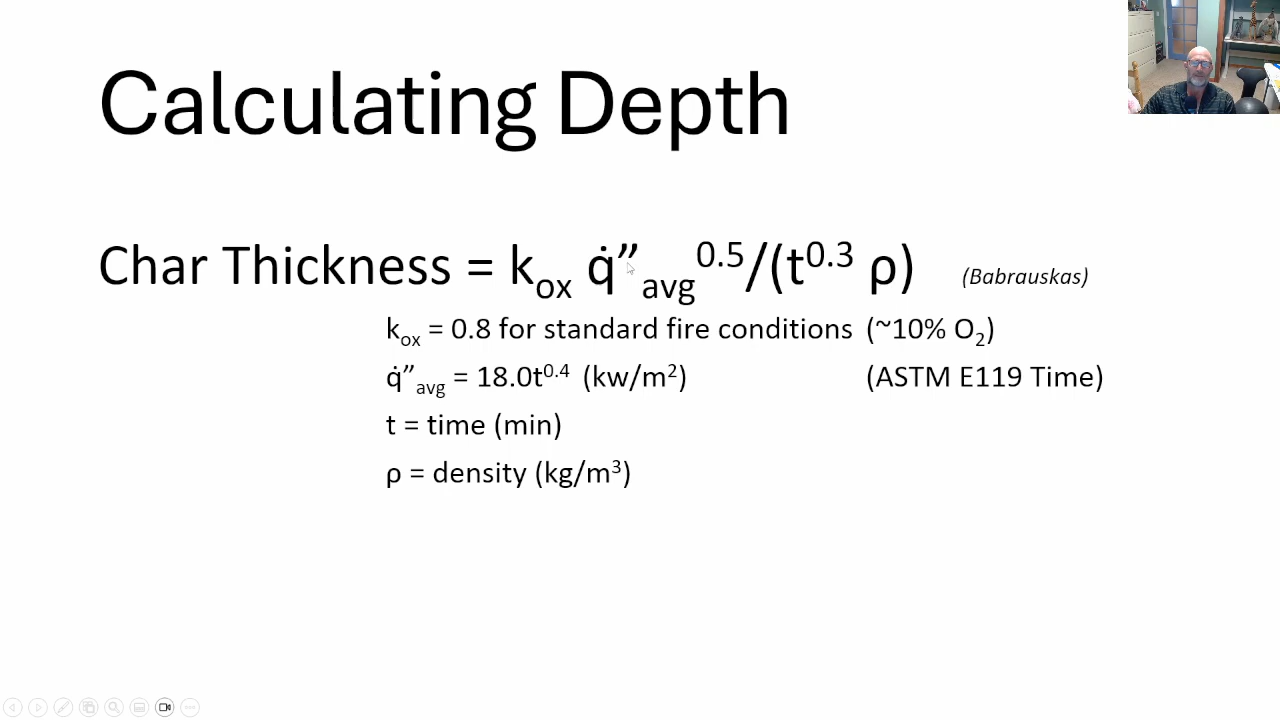 Calculating Depth
Char Thickness = kₒₓ q̇”ₐᵥg⁰·⁵/(t⁰·³ ρ) (Babrauskas)
kₒₓ = 0.8 for standard fire conditions (~10% O₂)
q̇”ₐᵥg = 18.0t⁰·⁴ (kw/m²) (ASTM E119 Time)
t = time (min)
ρ = density (kg/m³)